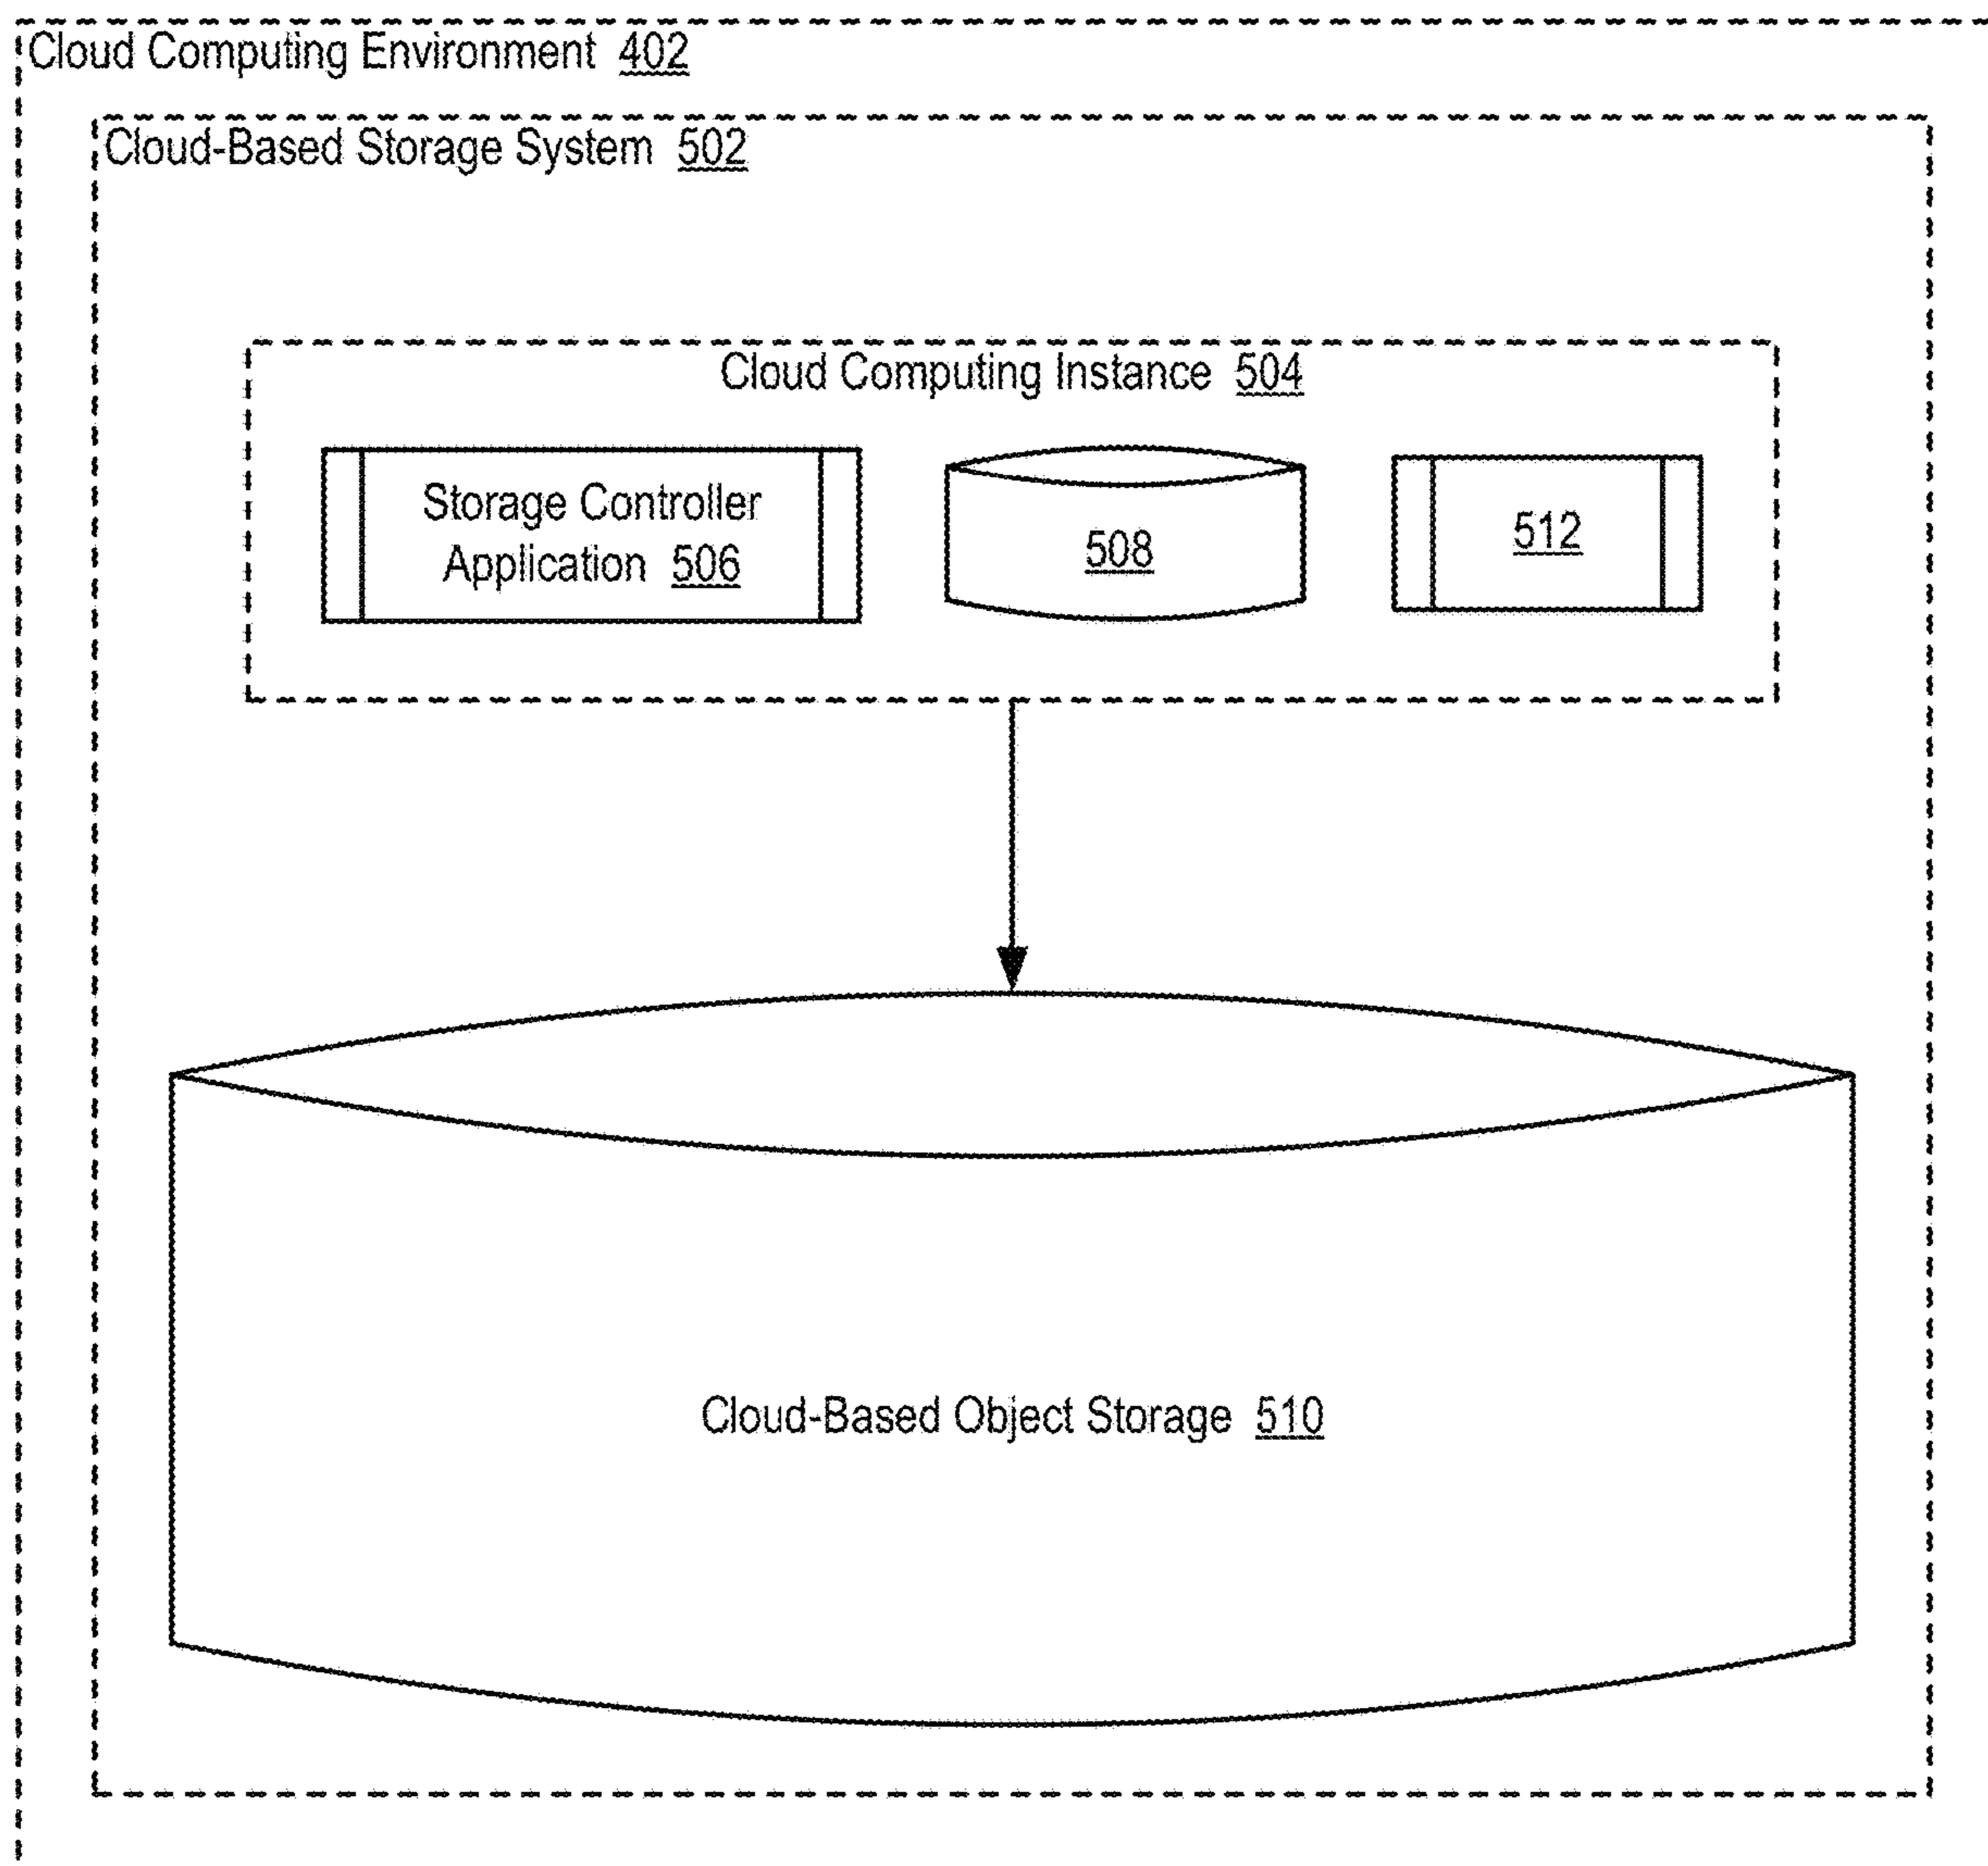 Cloud Computing Environment 402
Cloud-Based Storage System 502
Cloud Computing Instance 504
Storage Controller
Application 506
508
512
Cloud-Based Object Storage 510